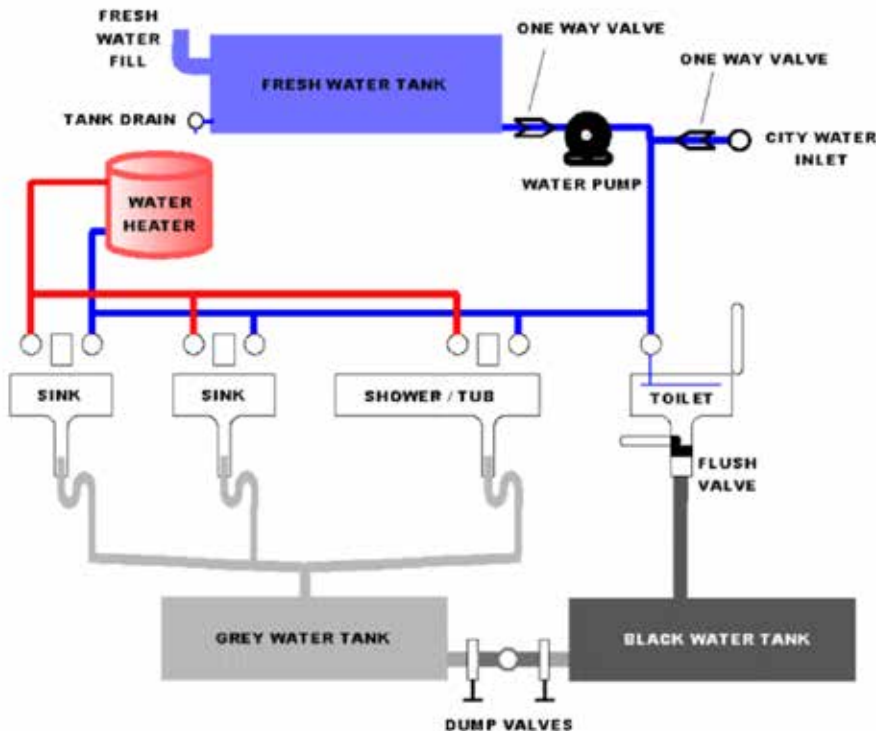 FRESH
WATER
FILL
ONE WAY VALVE
ONE WAY VALVE
FRESH WATER TANK
TANK DRAIN
CITY WATER
INLET
WATER PUMP
WATER
HEATER
SINK
SINK
SHOWER / TUB
TOILET
FLUSH
VALVE
GREY WATER TANK
BLACK WATER TANK
DUMP VALVES